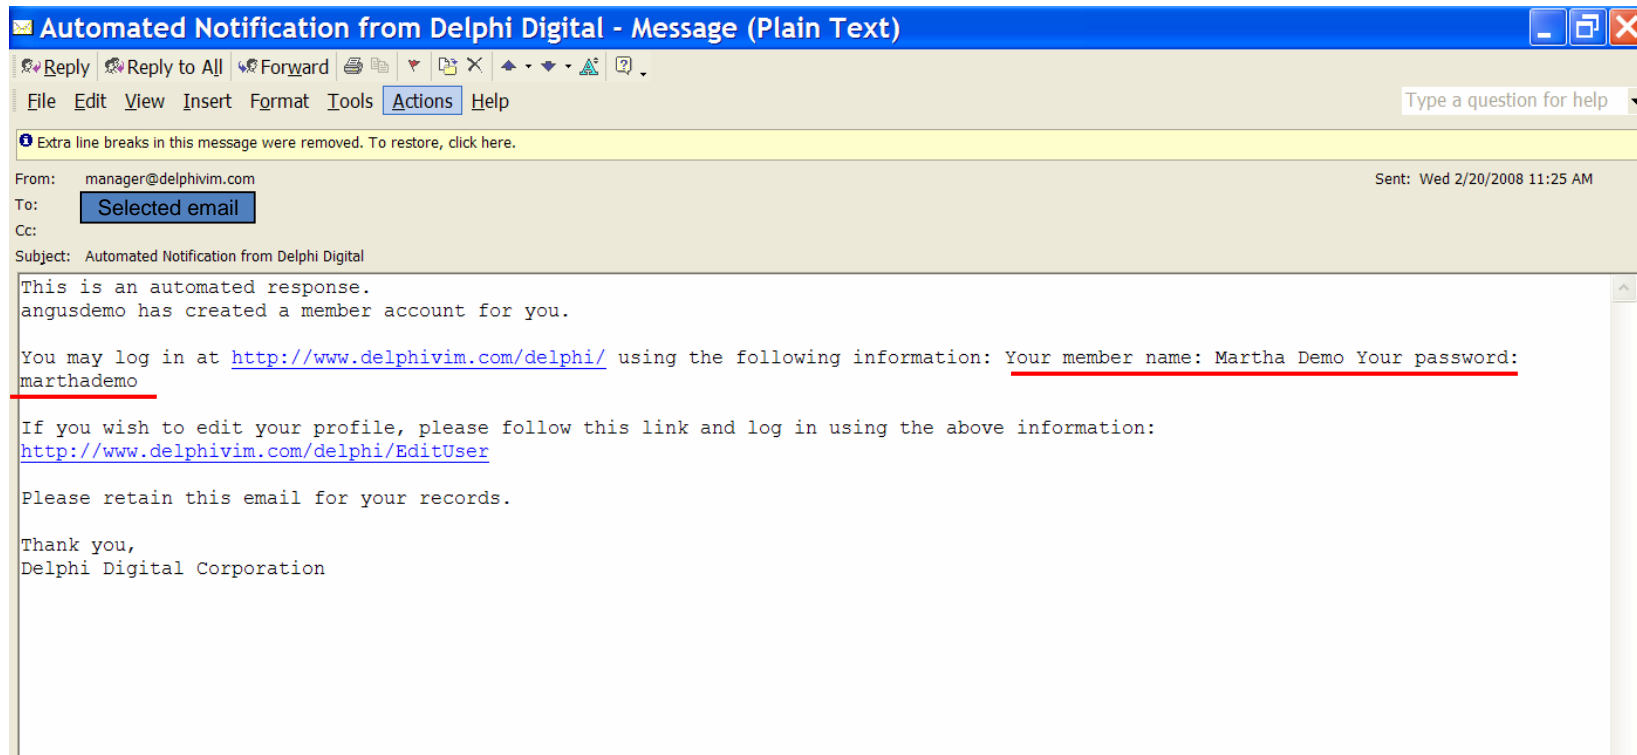 Automated Notification from Delphi Digital - Message (Plain Text)
Reply Reply to All Forward
File Edit View Insert Format Tools Actions Help Type a question for help
Extra line breaks in this message were removed. To restore, click here.
From: manager@delphivim.com Sent: Wed 2/20/2008 11:25 AM
To: Selected email
Cc:
Subject: Automated Notification from Delphi Digital
This is an automated response.
angusdemo has created a member account for you.
You may log in at http://www.delphivim.com/delphi/ using the following information: Your member name: Martha Demo Your password:
marthademo
If you wish to edit your profile, please follow this link and log in using the above information:
http://www.delphivim.com/delphi/EditUser
Please retain this email for your records.
Thank you,
Delphi Digital Corporation